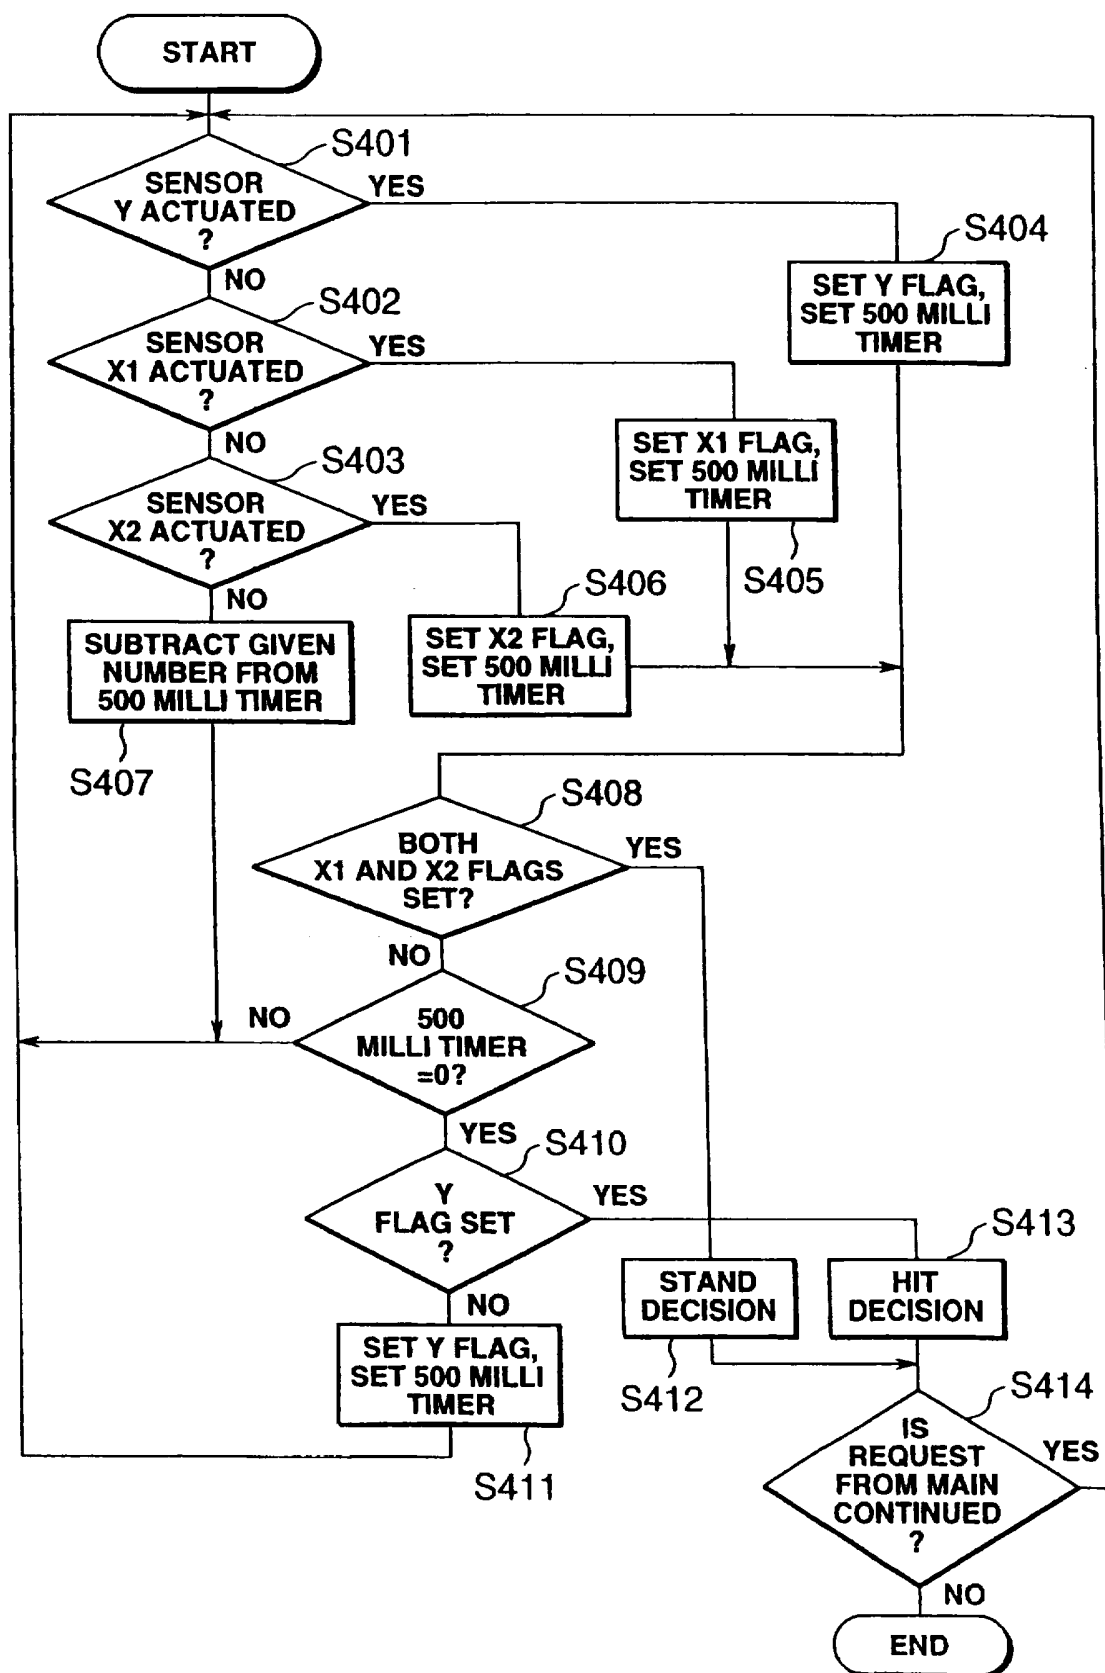 START
S401
SENSOR
Y ACTUATED
?
YES
NO
S404
SET Y FLAG,
SET 500 MILLI
TIMER
S402
SENSOR
X1 ACTUATED
?
YES
NO
SET X1 FLAG,
SET 500 MILLI
TIMER
S405
S403
SENSOR
X2 ACTUATED
?
YES
NO
S406
SET X2 FLAG,
SET 500 MILLI
TIMER
SUBTRACT GIVEN
NUMBER FROM
500 MILLI TIMER
S407
S408
BOTH
X1 AND X2 FLAGS
SET?
YES
NO
S409
500
MILLI TIMER
=0?
NO
YES
S410
Y
FLAG SET
?
YES
NO
S413
STAND
DECISION
HIT
DECISION
SET Y FLAG,
SET 500 MILLI
TIMER
S412
S411
S414
IS
REQUEST
FROM MAIN
CONTINUED
?
YES
NO
END